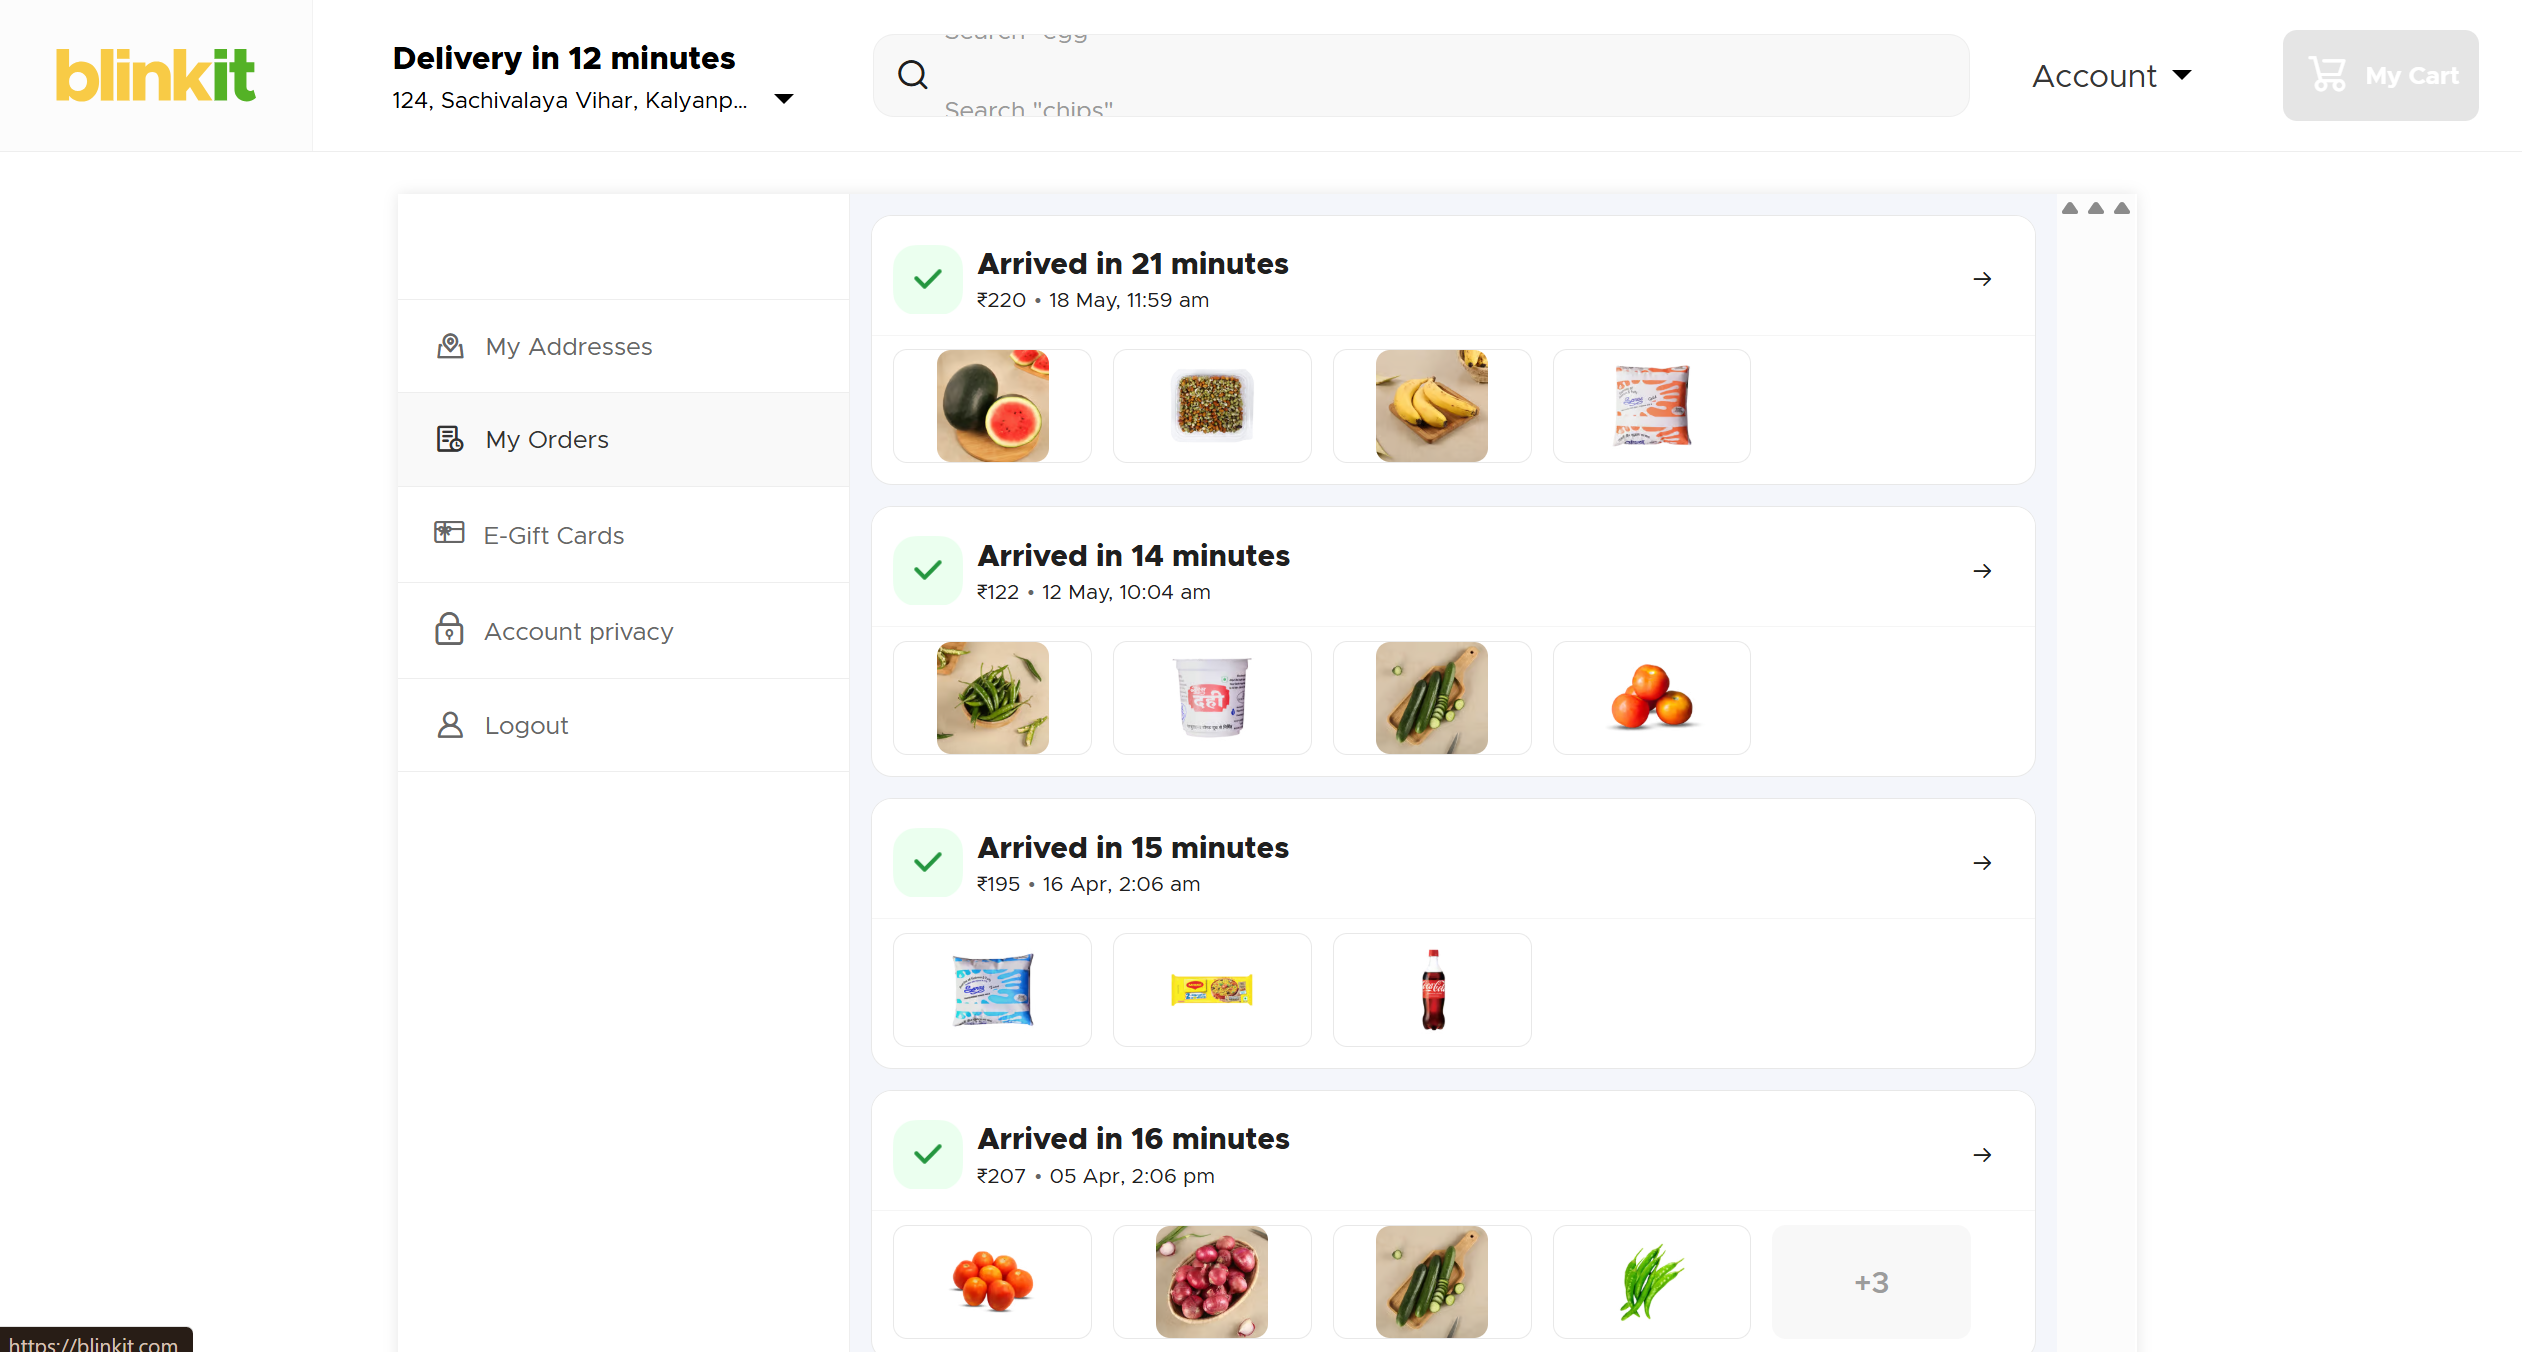 blinkit
Delivery in 12 minutes
124, Sachivalaya Vihar, Kalyanp...
Search "egg"
Search "chips"
Account
My Cart
My Addresses
My Orders
E-Gift Cards
Account privacy
Logout
Arrived in 21 minutes
₹220 • 18 May, 11:59 am
Arrived in 14 minutes
₹122 • 12 May, 10:04 am
दही
Arrived in 15 minutes
₹195 • 16 Apr, 2:06 am
Coca-Cola
Arrived in 16 minutes
₹207 • 05 Apr, 2:06 pm
+3
https://blinkit.com